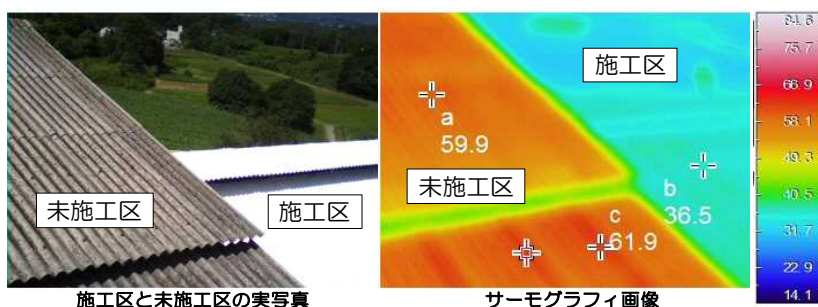 未施工区
施工区
施工区と未施工区の実写真
施工区
a
59.9
未施工区
b
36.5
c
61.9
サーモグラフィ画像
84.6
75.7
66.9
58.1
49.3
40.5
31.7
22.9
14.1